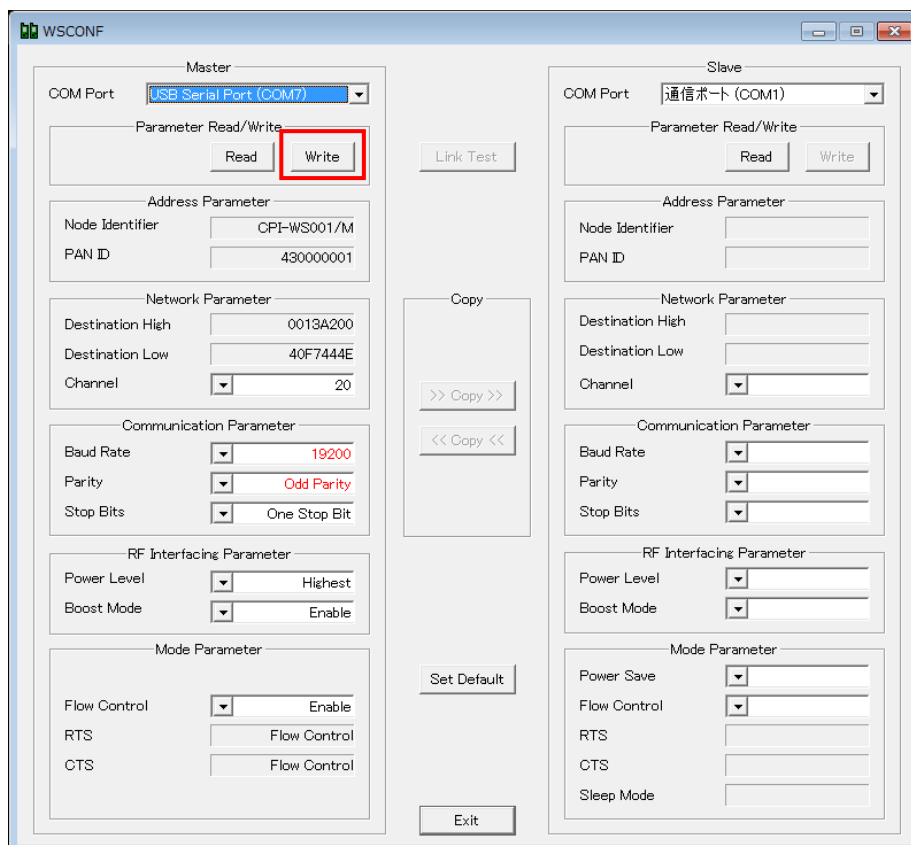 WSCONF
Master
COM Port USB Serial Port (COM7)
Parameter Read/Write
Read Write
Address Parameter
Node Identifier CPI-WS001/M
PAN ID 430000001
Network Parameter
Destination High 0013A200
Destination Low 40F7444E
Channel 20
Communication Parameter
Baud Rate 19200
Parity Odd Parity
Stop Bits One Stop Bit
RF Interfacing Parameter
Power Level Highest
Boost Mode Enable
Mode Parameter
Flow Control Enable
RTS Flow Control
CTS Flow Control
Link Test
Copy
>> Copy >>
<< Copy <<
Set Default
Exit
Slave
COM Port 通信ポート (COM1)
Parameter Read/Write
Read Write
Address Parameter
Node Identifier
PAN ID
Network Parameter
Destination High
Destination Low
Channel
Communication Parameter
Baud Rate
Parity
Stop Bits
RF Interfacing Parameter
Power Level
Boost Mode
Mode Parameter
Power Save
Flow Control
RTS
CTS
Sleep Mode